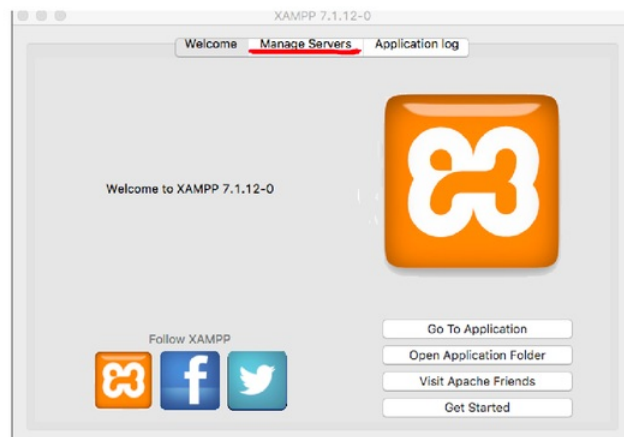 XAMPP 7.1.12-0
Welcome Manage Servers Application log
Welcome to XAMPP 7.1.12-0
Follow XAMPP
Go To Application
Open Application Folder
Visit Apache Friends
Get Started